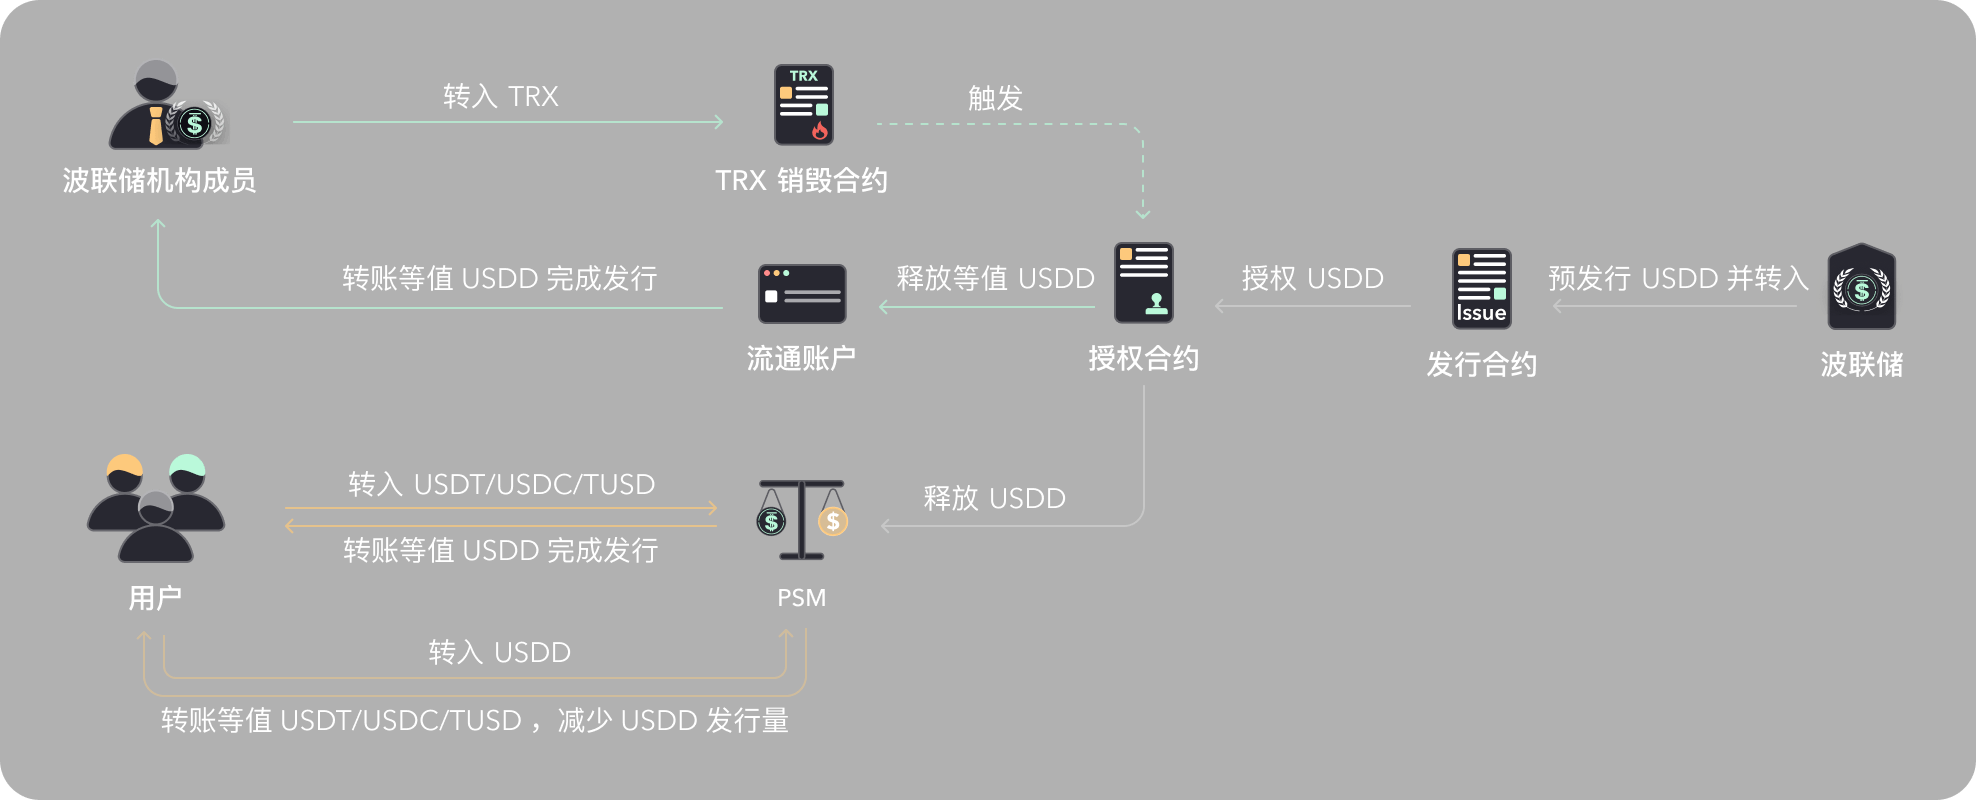 转入 TRX
TRX
触发
波联储机构成员
TRX 销毁合约
转账等值 USDD 完成发行
释放等值 USDD
授权 USDD
预发行 USDD 并转入
Issue
流通账户
授权合约
发行合约
波联储
转入 USDT/USDC/TUSD
释放 USDD
转账等值 USDD 完成发行
用户
PSM
转入 USDD
转账等值 USDT/USDC/TUSD ，减少 USDD 发行量